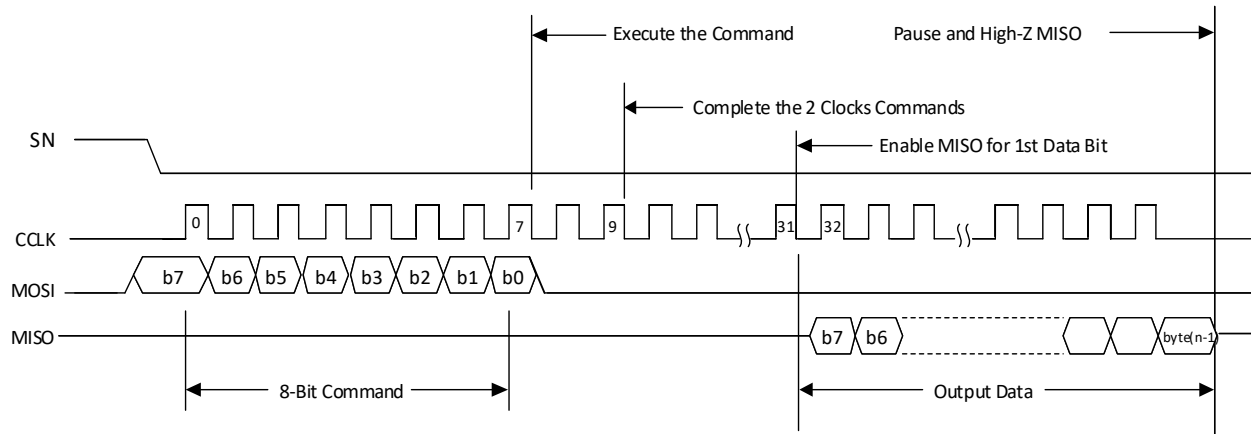 Execute the Command
Pause and High-Z MISO
Complete the 2 Clocks Commands
SN
Enable MISO for 1st Data Bit
0 7 9 31 32
CCLK
b7 b6 b5 b4 b3 b2 b1 b0
MOSI
MISO b7 b6 byte(n-1
8-Bit Command
Output Data